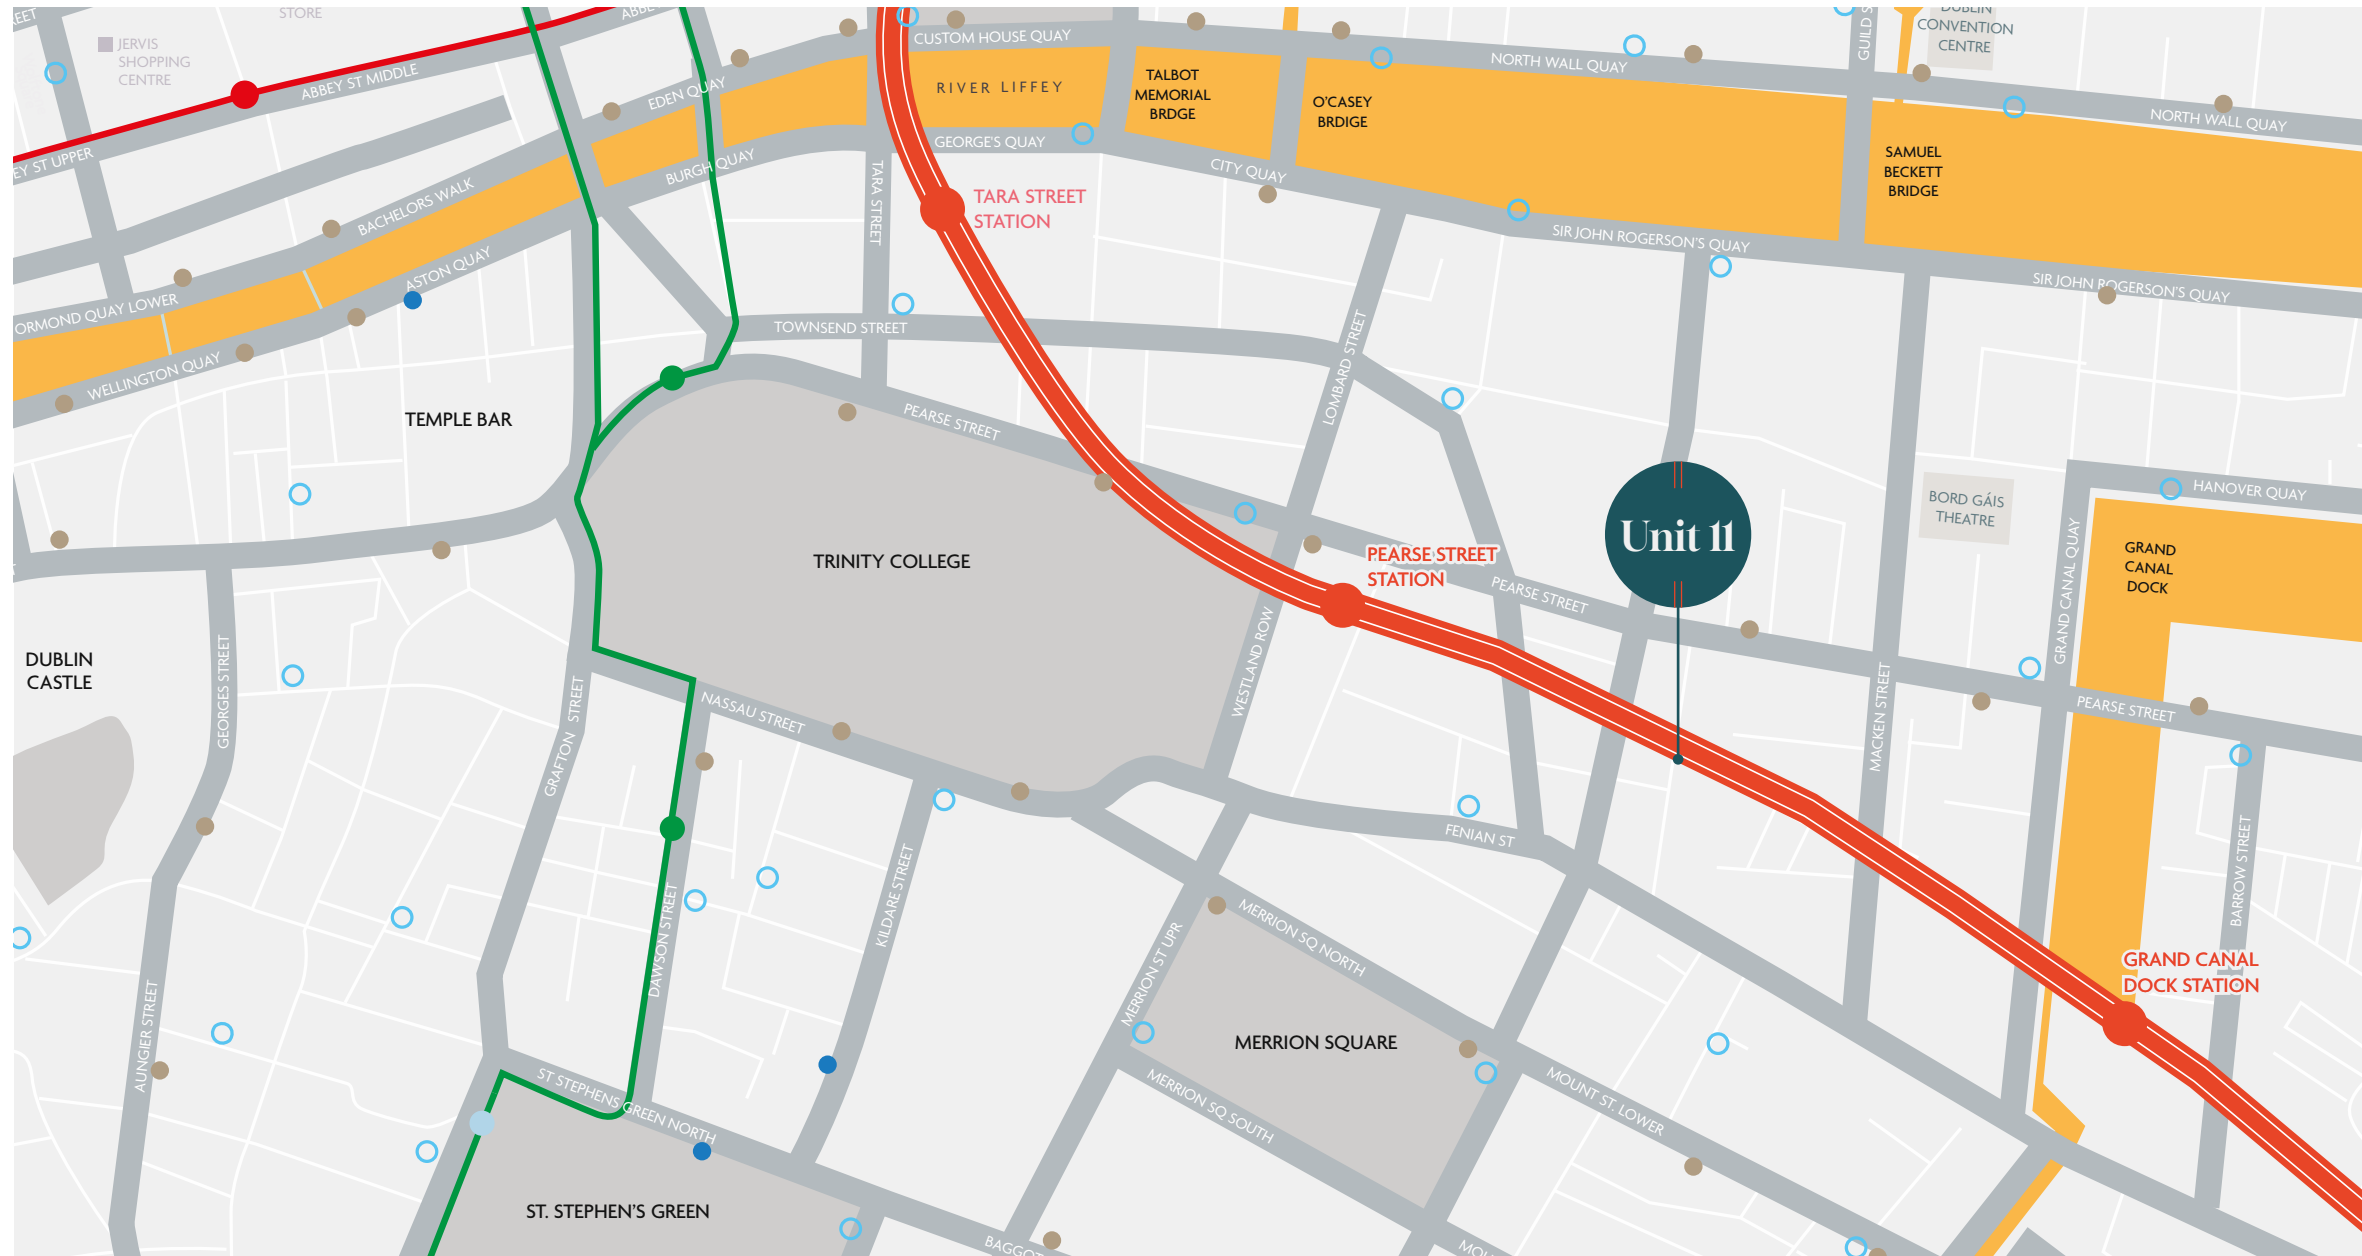 STORE
JERVIS
SHOPPING
CENTRE
ABBEY ST MIDDLE
EY ST UPPER
EDEN QUAY
CUSTOM HOUSE QUAY
RIVER LIFFEY
GEORGE'S QUAY
TALBOT
MEMORIAL
BRDGE
O'CASEY
BRDIGE
NORTH WALL QUAY
GUILD S
DUBLIN
CONVENTION
CENTRE
NORTH WALL QUAY
SAMUEL
BECKETT
BRIDGE
CITY QUAY
BURGH QUAY
BACHELORS WALK
ASTON QUAY
ORMOND QUAY LOWER
WELLINGTON QUAY
TARA STREET
TARA STREET
STATION
SIR JOHN ROGERSON'S QUAY
SIR JOHN ROGERSON'S QUAY
TOWNSEND STREET
LOMBARD STREET
TEMPLE BAR
PEARSE STREET
TRINITY COLLEGE
PEARSE STREET
STATION
PEARSE STREET
Unit 11
BORD GÁIS
THEATRE
HANOVER QUAY
GRAND CANAL QUAY
GRAND
CANAL
DOCK
DUBLIN
CASTLE
GEORGES STREET
GRAFTON STREET
NASSAU STREET
WESTLAND ROW
MACKEN STREET
PEARSE STREET
FENIAN ST
BARROW STREET
KILDARE STREET
DAWSON STREET
MERRION ST UPR
MERRION SQ NORTH
GRAND CANAL
DOCK STATION
AUNGIER STREET
MERRION SQUARE
ST STEPHENS GREEN NORTH
MERRION SQ SOUTH
MOUNT ST. LOWER
ST. STEPHEN'S GREEN
BAGGOT
MOU